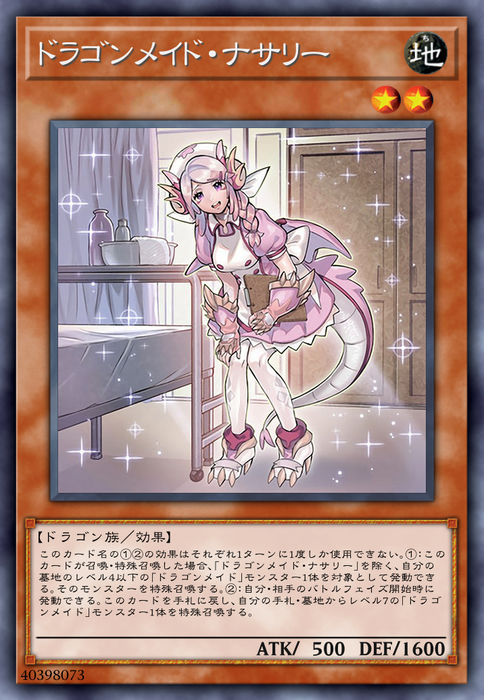 ドラゴンメイド・ナサリー
地
ち
【ドラゴン族/効果】
このカード名の①②の効果はそれぞれ1ターンに1度しか使用できない。①:この
カードが召喚・特殊召喚した場合、「ドラゴンメイド・ナサリー」を除く、自分の
墓地のレベル4以下の「ドラゴンメイド」モンスター1体を対象として発動でき
る。そのモンスターを特殊召喚する。②:自分・相手のバトルフェイズ開始時に
発動できる。このカードを手札に戻し、自分の手札・墓地からレベル7の「ドラゴ
ンメイド」モンスター1体を特殊召喚する。
ATK/ 500 DEF/1600
40398073